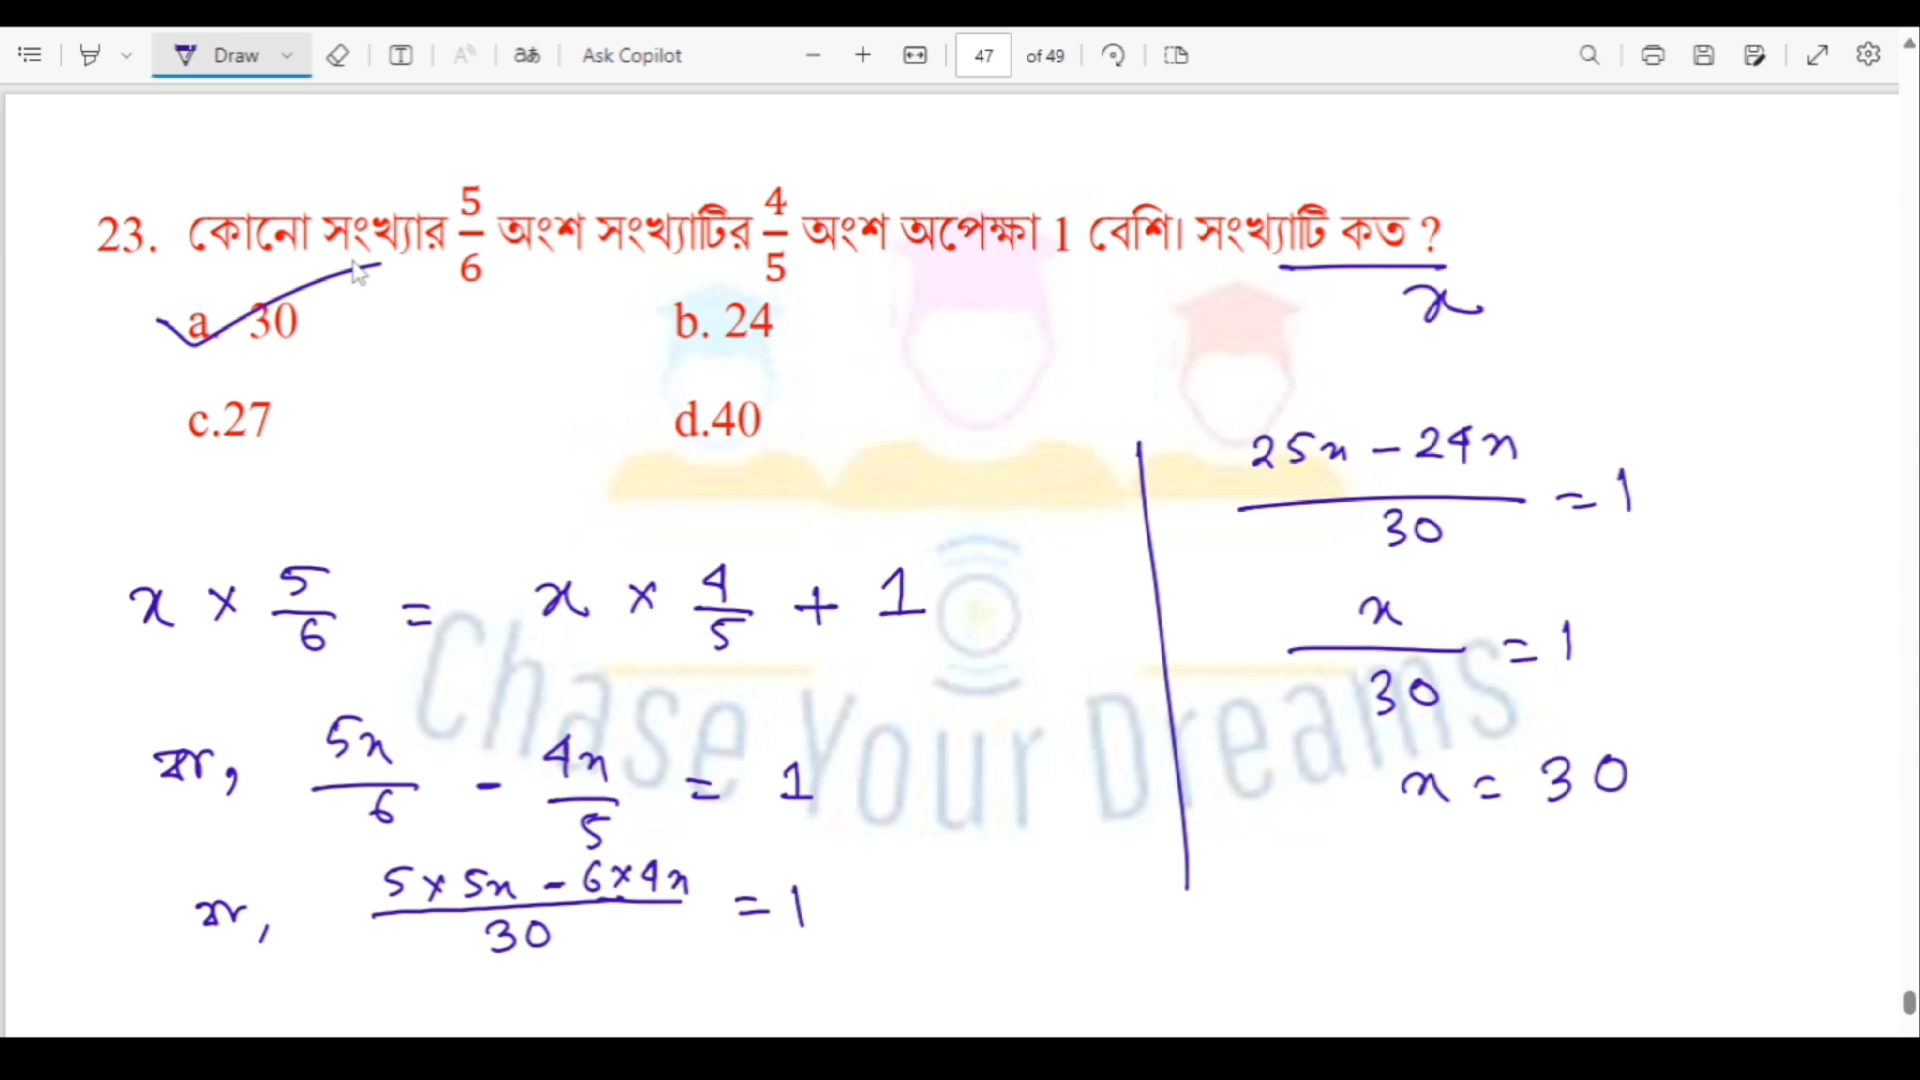 Draw Ask Copilot 47 of 49
23. কোনো সংখ্যার 5/6 অংশ সংখ্যাটির 4/5 অংশ অপেক্ষা 1 বেশি। সংখ্যাটি কত ?
x
a. 30 b. 24
c.27 d.40
x × 5/6 = x × 4/5 + 1
বা, 5x/6 - 4x/5 = 1
বা, (5 × 5x - 6 × 4x)/30 = 1
(25x - 24x)/30 = 1
x/30 = 1
x = 30
Chase Your Dreams